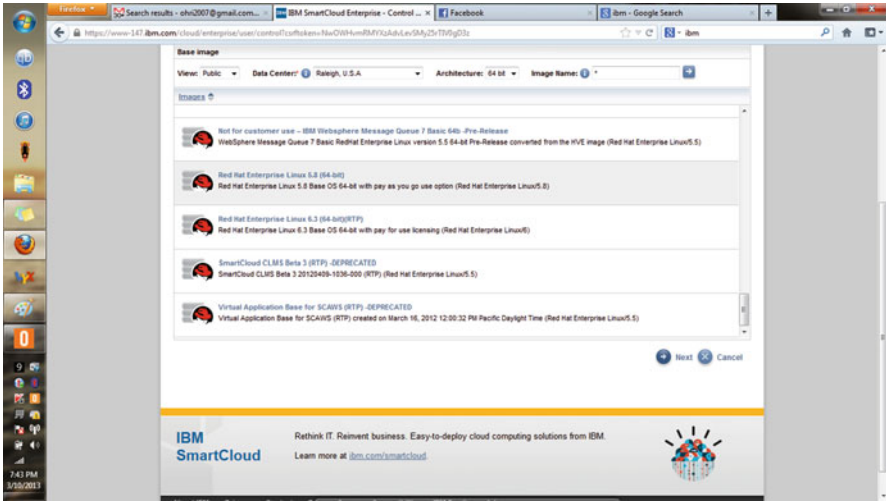 Firefox
Search results - ohri2007@gmail.com...
IBM SmartCloud Enterprise - Control ...
Facebook
ibm - Google Search
https://www-147.ibm.com/cloud/enterprise/user/control?
ibm
Base image
View: Public Data Center: Raleigh, U.S.A Architecture: 64 bit Image Name: *
Images
Not for customer use – IBM Websphere Message Queue 7 Basic 64b -Pre-Release
WebSphere Message Queue 7 Basic RedHat Enterprise Linux version 5.5 64-bit Pre-Release converted from the HVE image (Red Hat Enterprise Linux/5.5)
Red Hat Enterprise Linux 5.8 (64-bit)
Red Hat Enterprise Linux 5.8 Base OS 64-bit with pay as you go use option (Red Hat Enterprise Linux/5.8)
Red Hat Enterprise Linux 6.3 (64-bit)(RTP)
Red Hat Enterprise Linux 6.3 Base OS 64-bit with pay for use licensing (Red Hat Enterprise Linux/6)
SmartCloud CLMS Beta 3 (RTP) -DEPRECATED
SmartCloud CLMS Beta 3 20120409-1036-000 (RTP) (Red Hat Enterprise Linux/5.5)
Virtual Application Base for SCAWS (RTP) -DEPRECATED
Virtual Application Base for SCAWS (RTP) created on March 16, 2012 12:00:32 PM Pacific Daylight Time (Red Hat Enterprise Linux/5.5)
Next Cancel
IBM
SmartCloud
Rethink IT. Reinvent business. Easy-to-deploy cloud computing solutions from IBM.
Learn more at ibm.com/smartcloud.
7:43 PM
3/10/2013